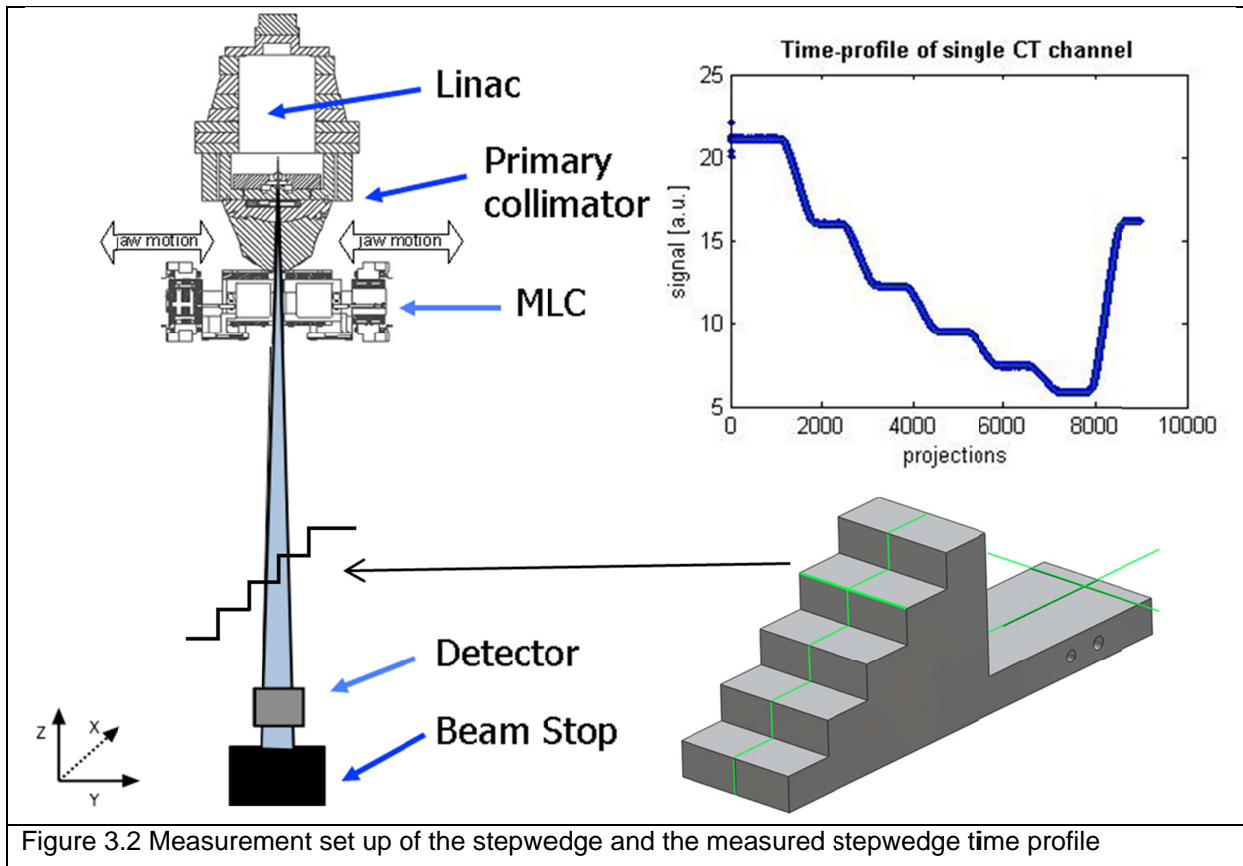 Linac
Primary
collimator
jaw motion
jaw motion
MLC
Detector
Beam Stop
Z
X
Y
Time-profile of single CT channel
25
20
15
10
5
signal [a.u.]
0
2000
4000
6000
8000
10000
projections
Figure 3.2 Measurement set up of the stepwedge and the measured stepwedge time profile